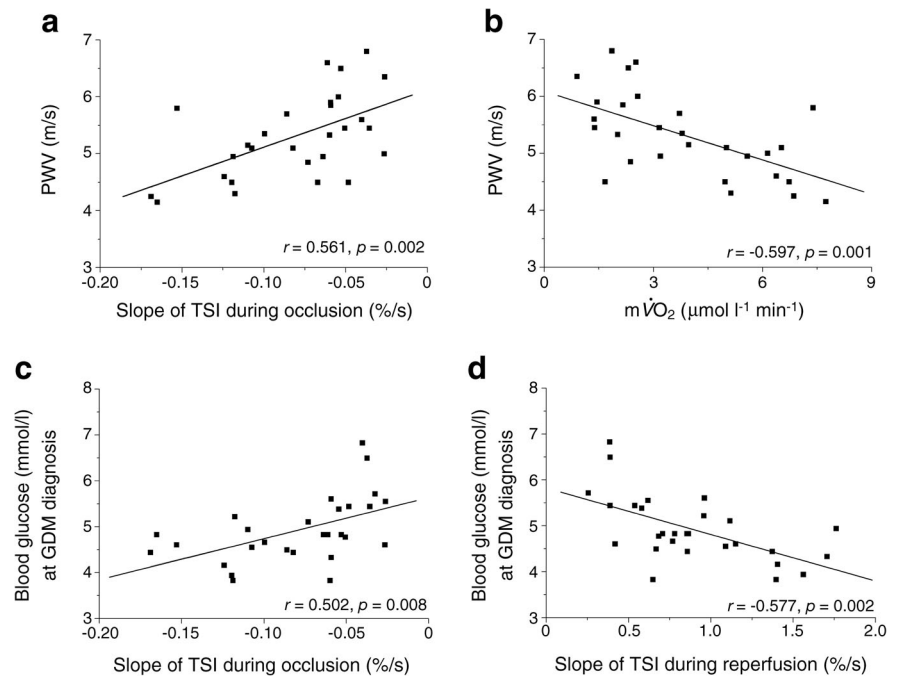 a
7
6
5
4
3
PWV (m/s)
r = 0.561, p = 0.002
-0.20 -0.15 -0.10 -0.05 0
Slope of TSI during occlusion (%/s)
b
7
6
5
4
3
PWV (m/s)
r = -0.597, p = 0.001
0 3 6 9
mV̇O₂ (μmol l⁻¹ min⁻¹)
c
8
7
6
5
4
3
Blood glucose (mmol/l)
at GDM diagnosis
r = 0.502, p = 0.008
-0.20 -0.15 -0.10 -0.05 0
Slope of TSI during occlusion (%/s)
d
8
7
6
5
4
3
Blood glucose (mmol/l)
at GDM diagnosis
r = -0.577, p = 0.002
0 0.5 1.0 1.5 2.0
Slope of TSI during reperfusion (%/s)